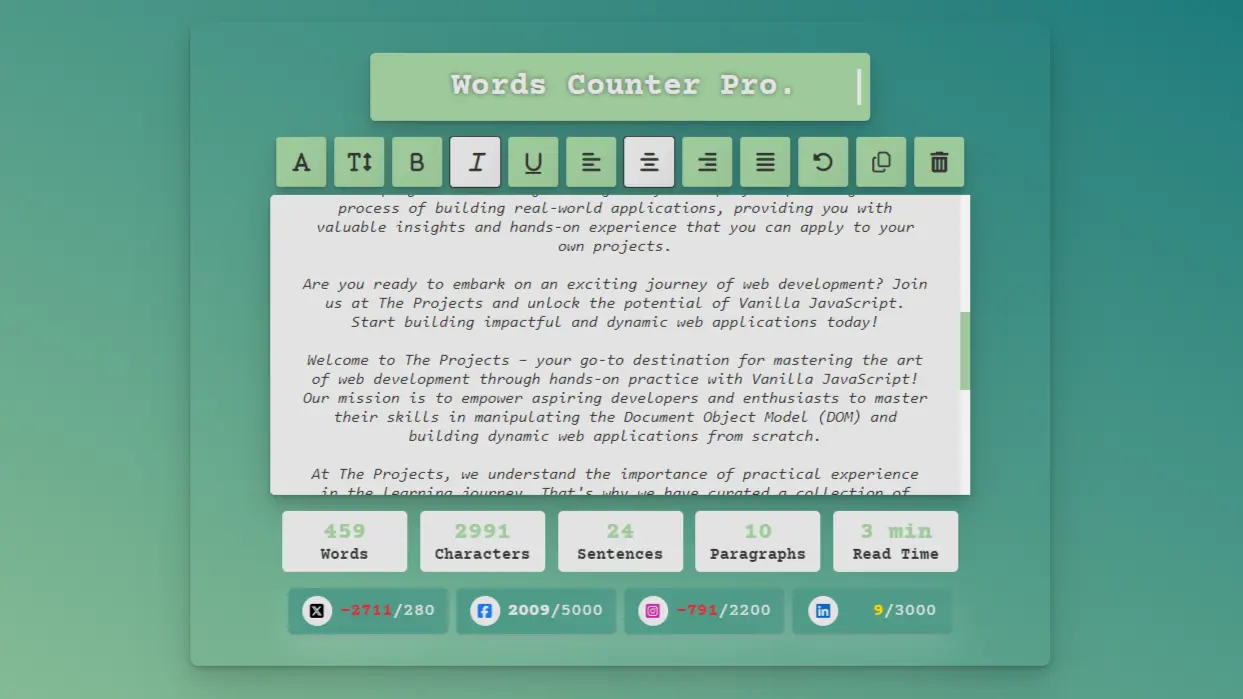 Words Counter Pro.
A T B I U
process of building real-world applications, providing you with
valuable insights and hands-on experience that you can apply to your
own projects.
Are you ready to embark on an exciting journey of web development? Join
us at The Projects and unlock the potential of Vanilla JavaScript.
Start building impactful and dynamic web applications today!
Welcome to The Projects – your go-to destination for mastering the art
of web development through hands-on practice with Vanilla JavaScript!
Our mission is to empower aspiring developers and enthusiasts to master
their skills in manipulating the Document Object Model (DOM) and
building dynamic web applications from scratch.
At The Projects, we understand the importance of practical experience
in the learning journey. That's why we have curated a collection of
459 2991 24 10 3 min
Words Characters Sentences Paragraphs Read Time
-2711/280 2009/5000 -791/2200 9/3000